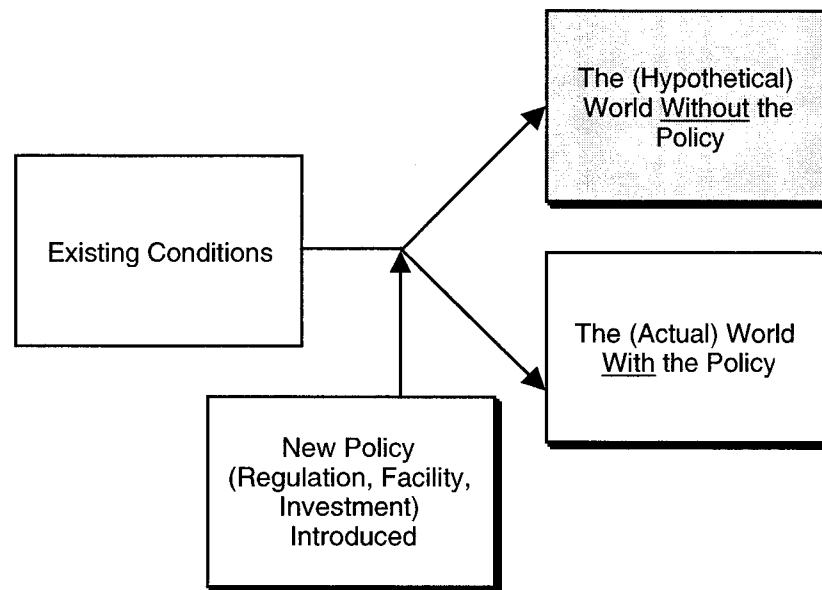 The (Hypothetical)
World Without the
Policy
Existing Conditions
The (Actual) World
With the Policy
New Policy
(Regulation, Facility,
Investment)
Introduced